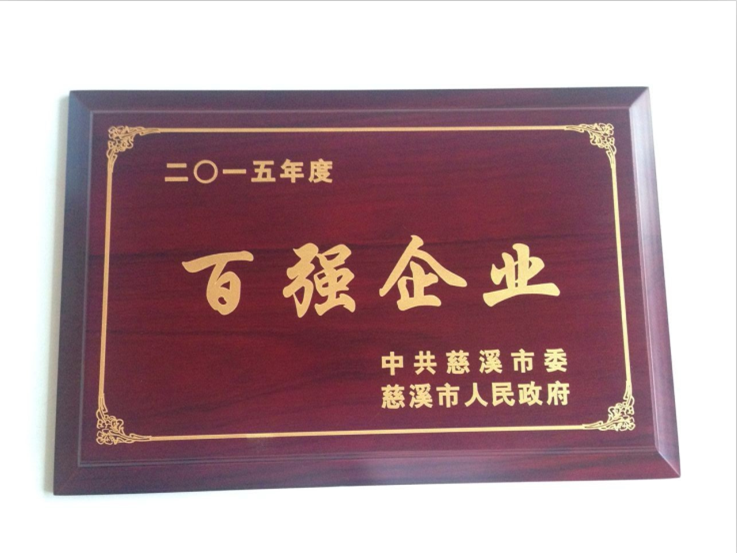 二〇一五年度
百强企业
中共慈溪市委
慈溪市人民政府